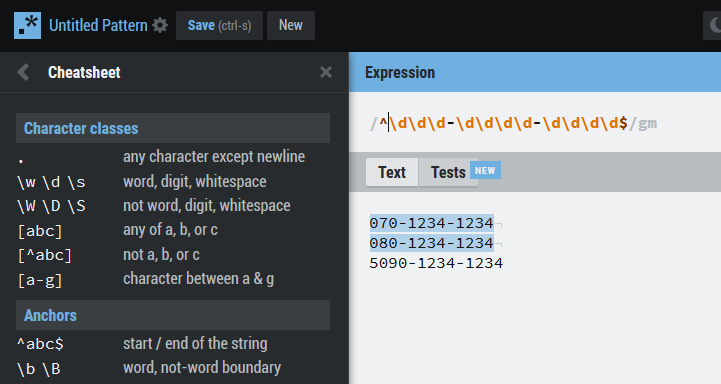 .* Untitled Pattern Save (ctrl-s) New
Cheatsheet ×
Expression
Character classes
. any character except newline
\w \d \s word, digit, whitespace
\W \D \S not word, digit, whitespace
[abc] any of a, b, or c
[^abc] not a, b, or c
[a-g] character between a & g
Anchors
^abc$ start / end of the string
\b \B word, not-word boundary
/^\d\d\d-\d\d\d\d-\d\d\d\d$/gm
Text Tests NEW
070-1234-1234¬
080-1234-1234¬
5090-1234-1234